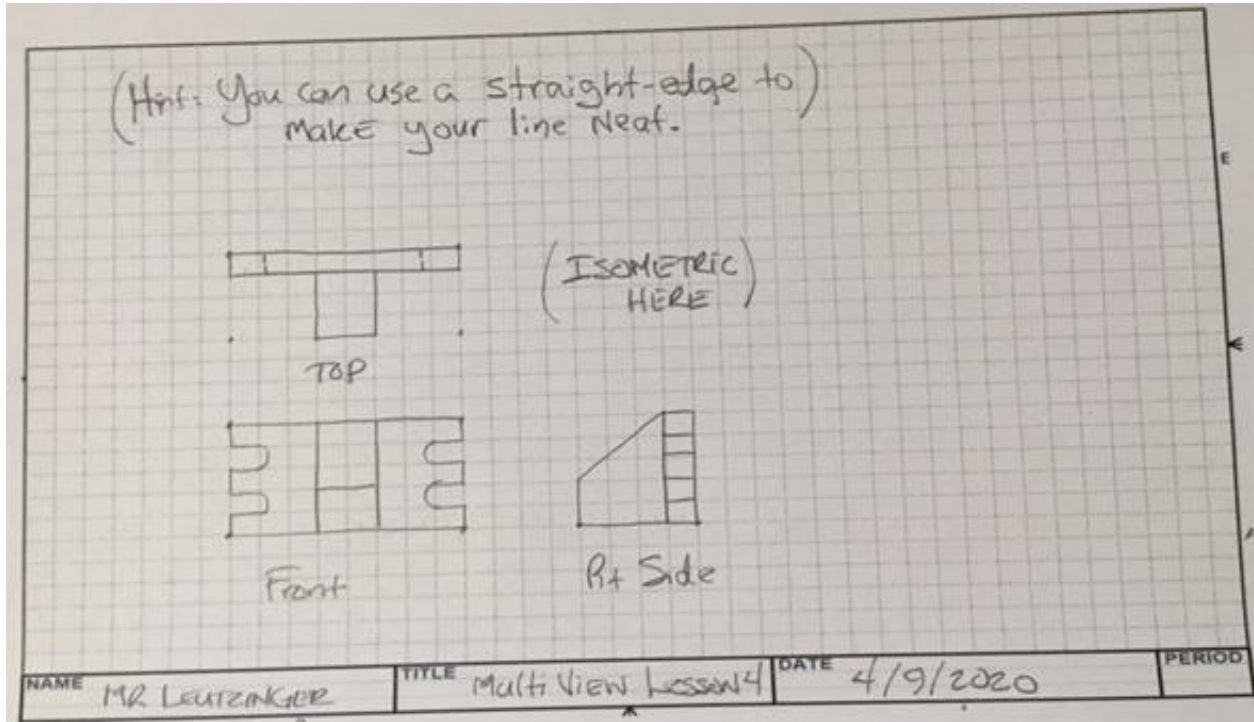 (Hint: You can use a straight-edge to)
make your line Neat.
E
(ISOMETRIC
HERE)
TOP
Front
Rt Side
NAME MR LEUTZINGER TITLE Multi VIEW LESSON 4 DATE 4/9/2020 PERIOD